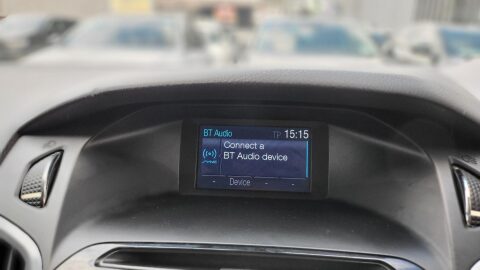 BT Audio TP 15:15
Connect a
BT Audio device
Device